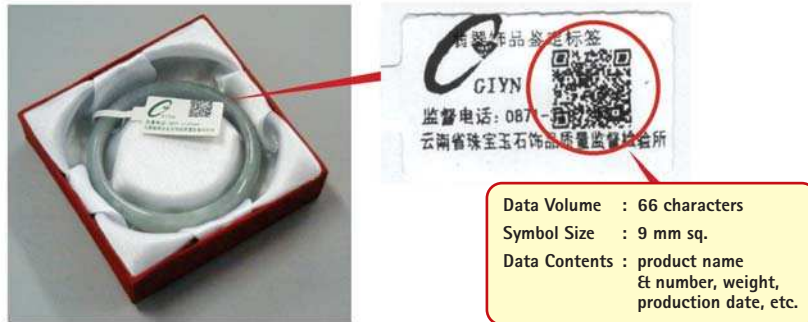 翡翠饰品鉴定标签
GIYN
监督电话: 0871-
云南省珠宝玉石饰品质量监督检验所
Data Volume : 66 characters
Symbol Size : 9 mm sq.
Data Contents : product name
& number, weight,
production date, etc.